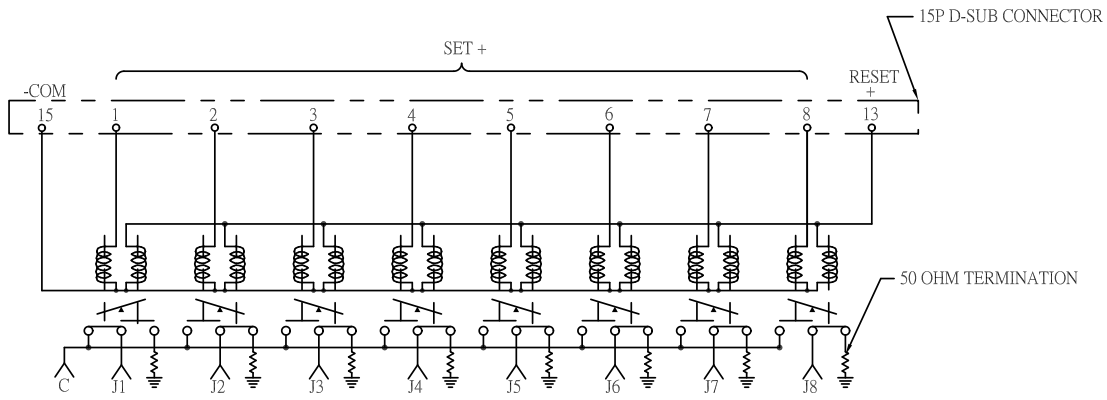 15P D-SUB CONNECTOR
SET +
-COM
RESET
+
15 1 2 3 4 5 6 7 8 13
50 OHM TERMINATION
C J1 J2 J3 J4 J5 J6 J7 J8